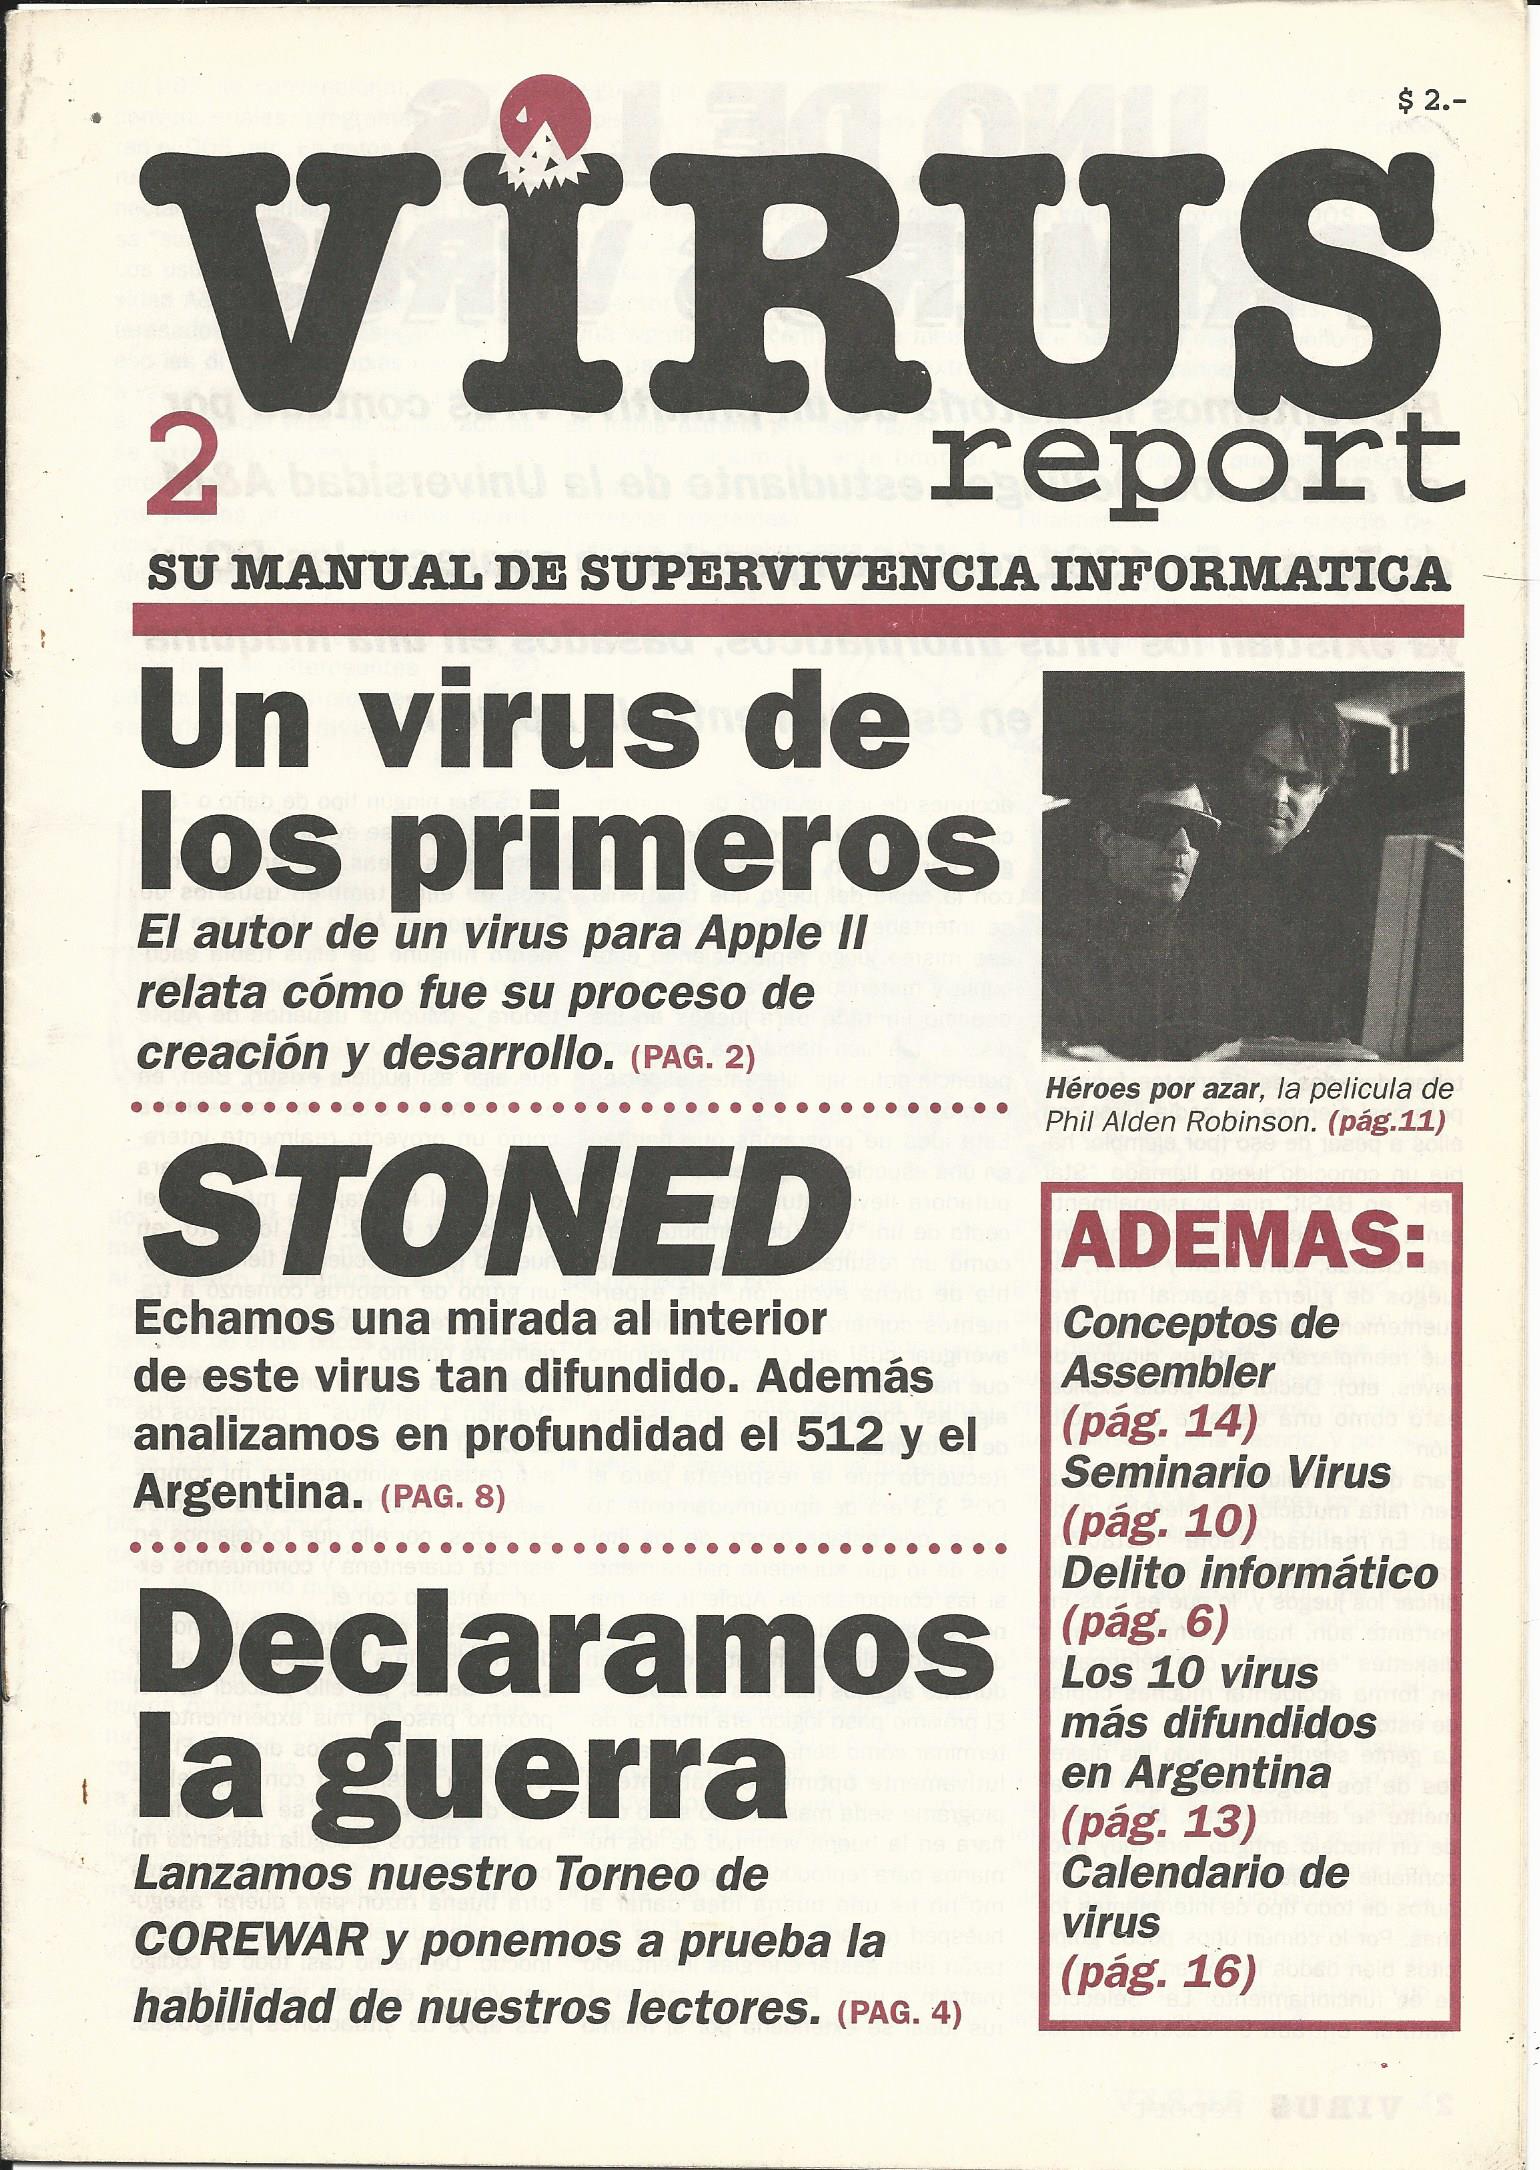 $ 2.-
VIRUS
report
2
SU MANUAL DE SUPERVIVENCIA INFORMATICA
Un virus de
los primeros
El autor de un virus para Apple II
relata cómo fue su proceso de
creación y desarrollo. (PAG. 2)
STONED
Echamos una mirada al interior
de este virus tan difundido. Además
analizamos en profundidad el 512 y el
Argentina. (PAG. 8)
Declaramos
la guerra
Lanzamos nuestro Torneo de
COREWAR y ponemos a prueba la
habilidad de nuestros lectores. (PAG. 4)
Héroes por azar, la pelicula de
Phil Alden Robinson. (pág.11)
ADEMAS:
Conceptos de
Assembler
(pág. 14)
Seminario Virus
(pág. 10)
Delito informático
(pág. 6)
Los 10 virus
más difundidos
en Argentina
(pág. 13)
Calendario de
virus
(pág. 16)